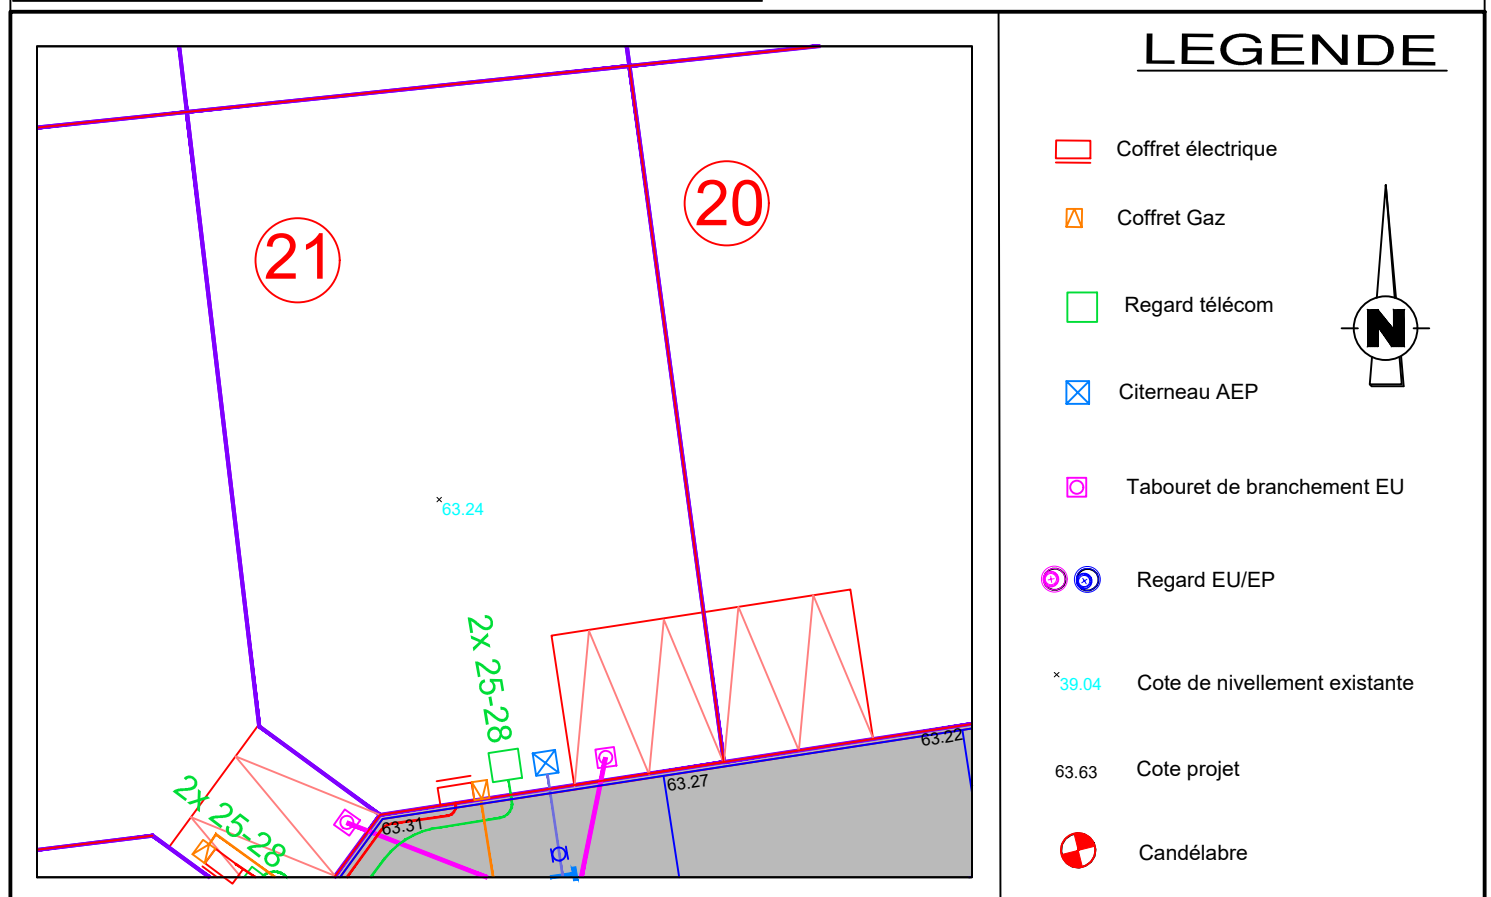 LEGENDE
Coffret électrique
Coffret Gaz
Regard télécom
N
Citerneau AEP
Tabouret de branchement EU
Regard EU/EP
39.04
Cote de nivellement existante
63.63
Cote projet
Candélabre
20
21
63.24
2x 25-28
63.22
63.27
63.31
2x 25-28